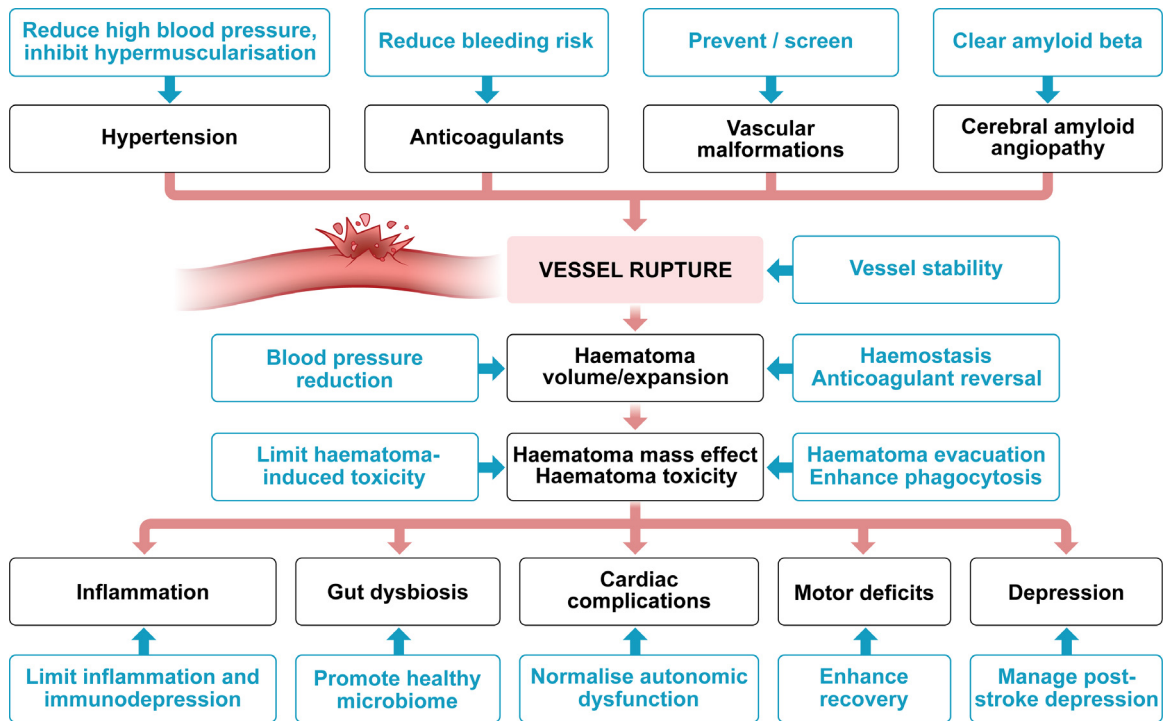 Reduce high blood pressure,
inhibit hypermuscularisation
Reduce bleeding risk
Prevent / screen
Clear amyloid beta
Hypertension
Anticoagulants
Vascular
malformations
Cerebral amyloid
angiopathy
VESSEL RUPTURE
Vessel stability
Blood pressure
reduction
Haematoma
volume/expansion
Haemostasis
Anticoagulant reversal
Limit haematoma-
induced toxicity
Haematoma mass effect
Haematoma toxicity
Haematoma evacuation
Enhance phagocytosis
Inflammation
Gut dysbiosis
Cardiac
complications
Motor deficits
Depression
Limit inflammation and
immunodepression
Promote healthy
microbiome
Normalise autonomic
dysfunction
Enhance
recovery
Manage post-
stroke depression